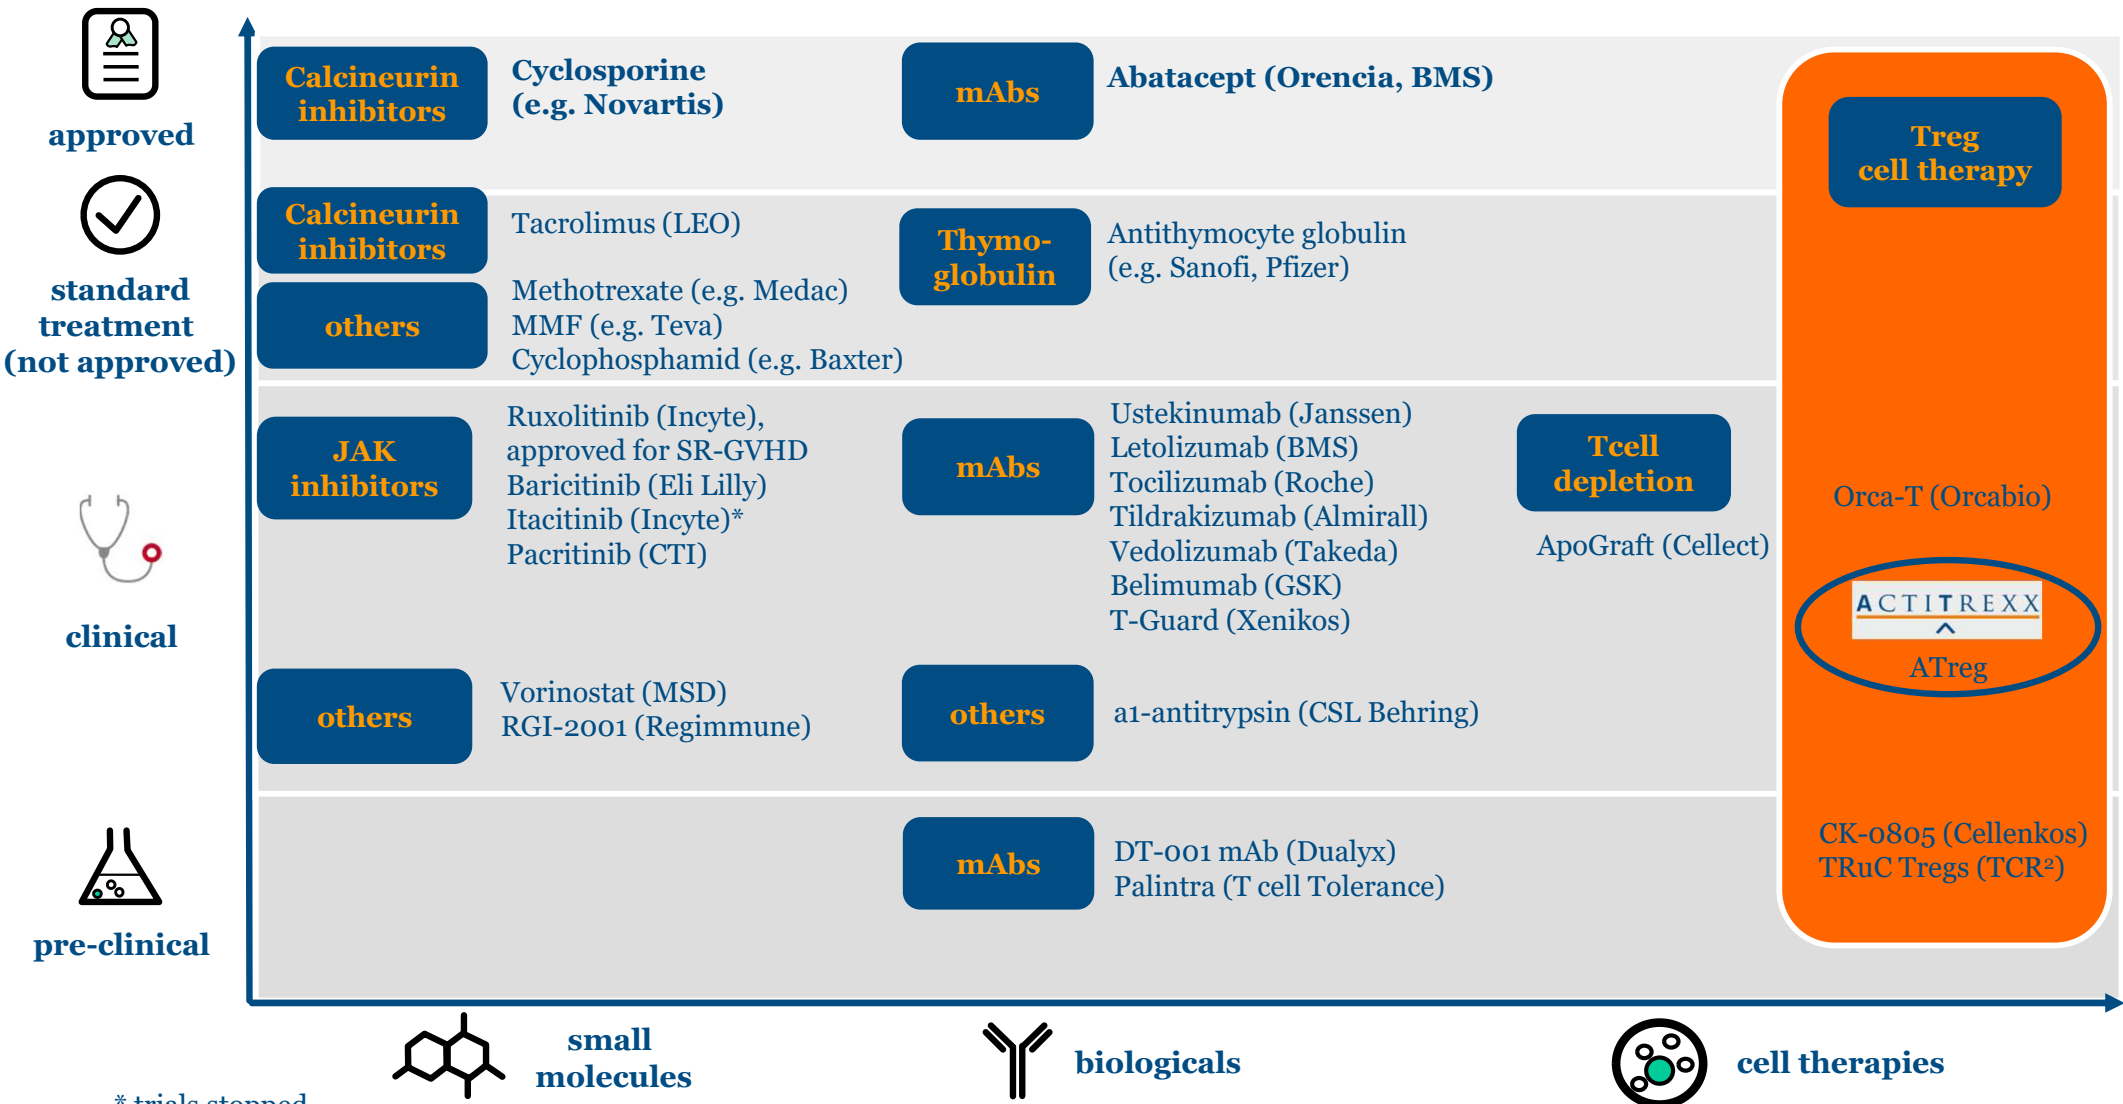 approved
Calcineurin
inhibitors
Cyclosporine
(e.g. Novartis)
mAbs
Abatacept (Orencia, BMS)
Treg
cell therapy
standard
treatment
(not approved)
Calcineurin
inhibitors
Tacrolimus (LEO)
others
Methotrexate (e.g. Medac)
MMF (e.g. Teva)
Cyclophosphamid (e.g. Baxter)
Thymo-
globulin
Antithymocyte globulin
(e.g. Sanofi, Pfizer)
clinical
JAK
inhibitors
Ruxolitinib (Incyte),
approved for SR-GVHD
Baricitinib (Eli Lilly)
Itacitinib (Incyte)*
Pacritinib (CTI)
mAbs
Ustekinumab (Janssen)
Letolizumab (BMS)
Tocilizumab (Roche)
Tildrakizumab (Almirall)
Vedolizumab (Takeda)
Belimumab (GSK)
T-Guard (Xenikos)
Tcell
depletion
ApoGraft (Cellect)
Orca-T (Orcabio)
ACTITREXX
ATreg
others
Vorinostat (MSD)
RGI-2001 (Regimmune)
others
a1-antitrypsin (CSL Behring)
pre-clinical
mAbs
DT-001 mAb (Dualyx)
Palintra (T cell Tolerance)
CK-0805 (Cellenkos)
TRuC Tregs (TCR²)
small
molecules
biologicals
cell therapies
* trials stopped